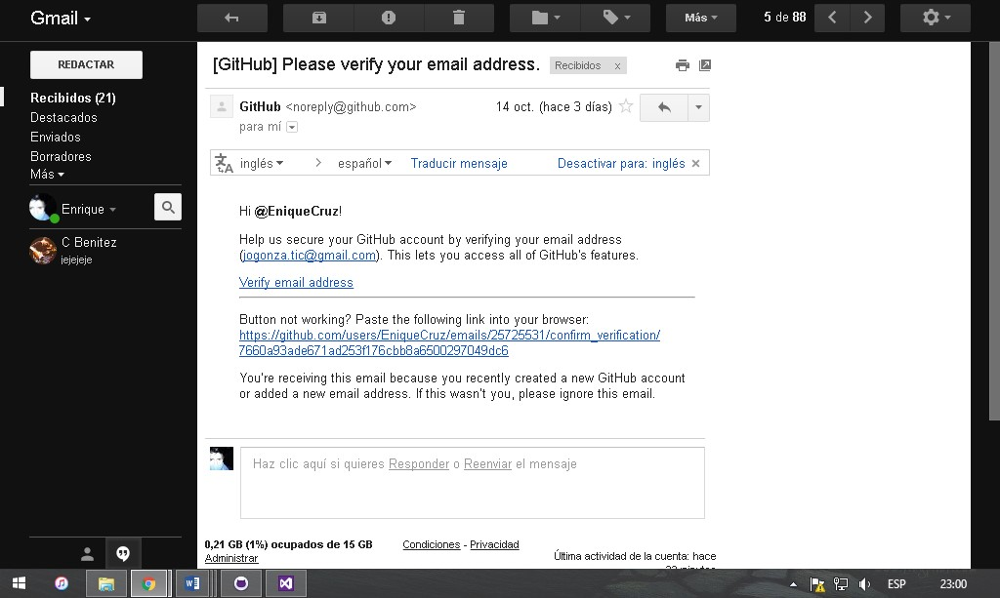 Gmail
Más
5 de 88
REDACTAR
Recibidos (21)
Destacados
Enviados
Borradores
Más
Enrique
C Benitez
jejejeje
[GitHub] Please verify your email address.
Recibidos x
GitHub <noreply@github.com>
14 oct. (hace 3 días)
para mí
inglés
español
Traducir mensaje
Desactivar para: inglés
Hi @EniqueCruz!
Help us secure your GitHub account by verifying your email address
(jogonza.tic@gmail.com). This lets you access all of GitHub's features.
Verify email address
Button not working? Paste the following link into your browser:
https://github.com/users/EniqueCruz/emails/25725531/confirm_verification/
7660a93ade671ad253f176cbb8a6500297049dc6
You're receiving this email because you recently created a new GitHub account
or added a new email address. If this wasn't you, please ignore this email.
Haz clic aquí si quieres Responder o Reenviar el mensaje
0,21 GB (1%) ocupados de 15 GB
Administrar
Condiciones - Privacidad
Última actividad de la cuenta: hace
23 minutos
ESP
23:00